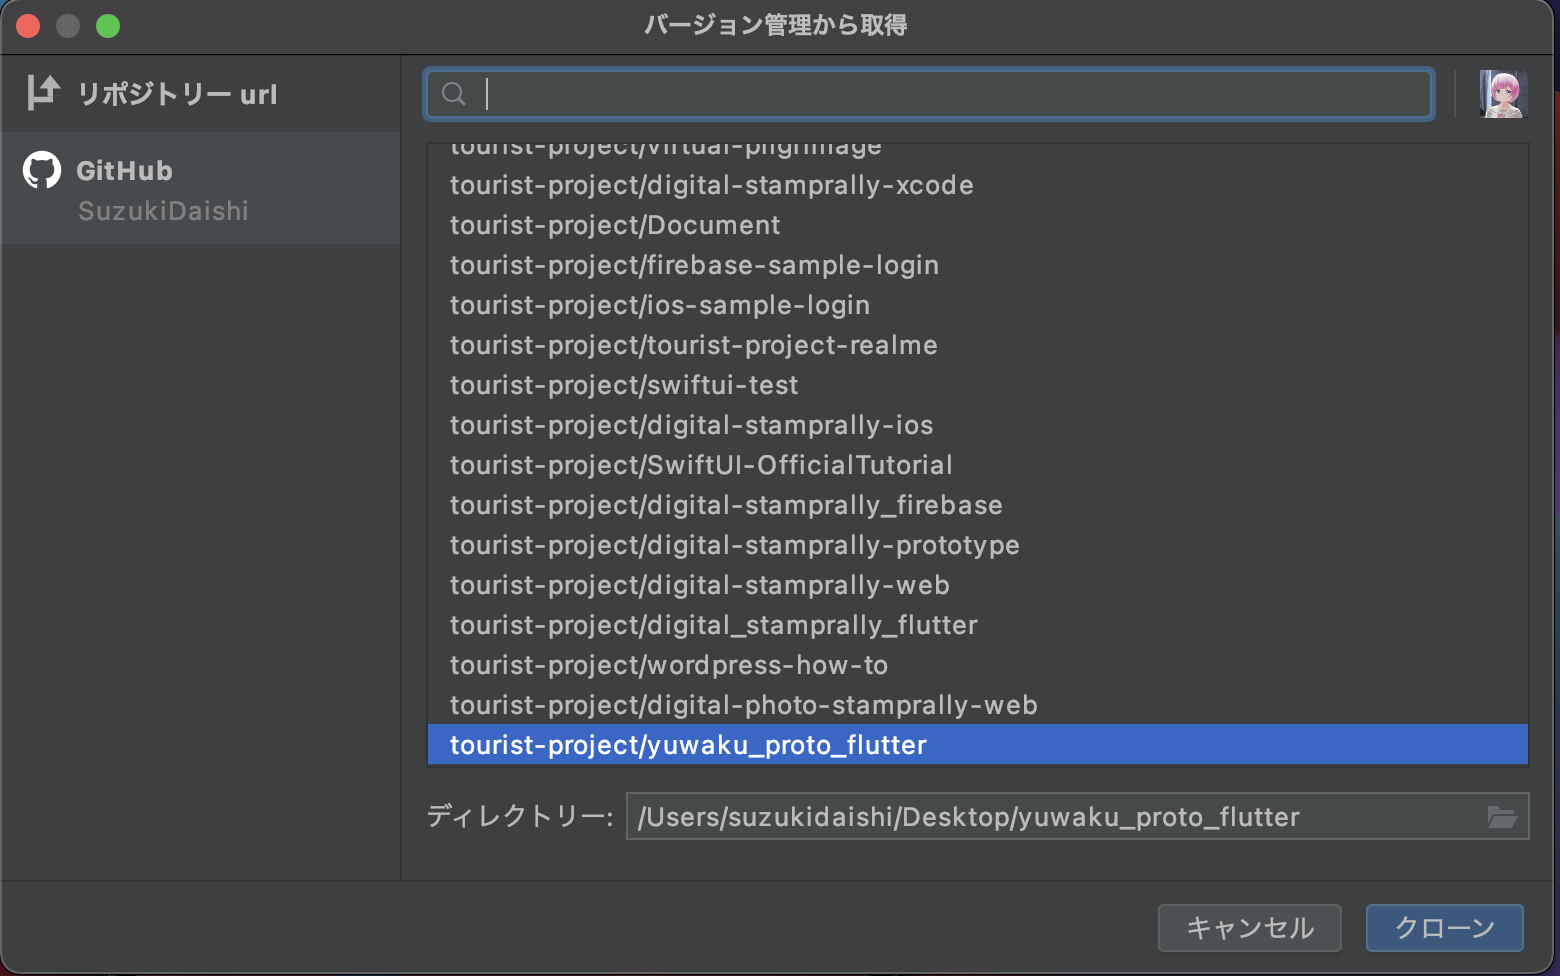 バージョン管理から取得
リポジトリー url
GitHub
SuzukiDaishi
tourist-project/virtual-pilgrimage
tourist-project/digital-stamprally-xcode
tourist-project/Document
tourist-project/firebase-sample-login
tourist-project/ios-sample-login
tourist-project/tourist-project-realme
tourist-project/swiftui-test
tourist-project/digital-stamprally-ios
tourist-project/SwiftUI-OfficialTutorial
tourist-project/digital-stamprally_firebase
tourist-project/digital-stamprally-prototype
tourist-project/digital-stamprally-web
tourist-project/digital_stamprally_flutter
tourist-project/wordpress-how-to
tourist-project/digital-photo-stamprally-web
tourist-project/yuwaku_proto_flutter
ディレクトリー: /Users/suzukidaishi/Desktop/yuwaku_proto_flutter
キャンセル クローン